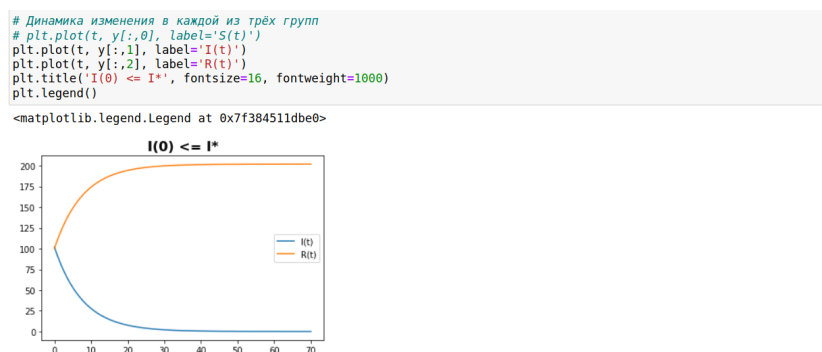 # Динамика изменения в каждой из трёх групп
# plt.plot(t, y[:,0], label='S(t)')
plt.plot(t, y[:,1], label='I(t)')
plt.plot(t, y[:,2], label='R(t)')
plt.title('I(0) <= I*', fontsize=16, fontweight=1000)
plt.legend()
<matplotlib.legend.Legend at 0x7f384511dbe0>
I(0) <= I*
200
175
150
125
100
75
50
25
0
I(t)
R(t)
0 10 20 30 40 50 60 70